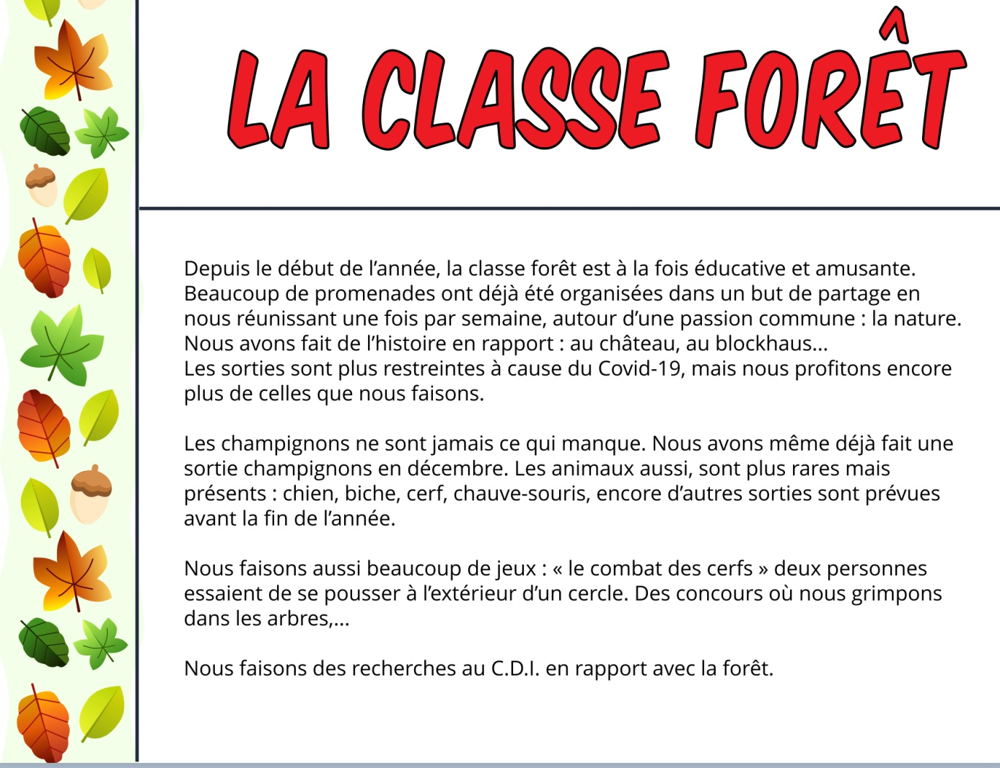 LA CLASSE FORÊT
Depuis le début de l’année, la classe forêt est à la fois éducative et amusante.
Beaucoup de promenades ont déjà été organisées dans un but de partage en
nous réunissant une fois par semaine, autour d’une passion commune : la nature.
Nous avons fait de l’histoire en rapport : au château, au blockhaus...
Les sorties sont plus restreintes à cause du Covid-19, mais nous profitons encore
plus de celles que nous faisons.
Les champignons ne sont jamais ce qui manque. Nous avons même déjà fait une
sortie champignons en décembre. Les animaux aussi, sont plus rares mais
présents : chien, biche, cerf, chauve-souris, encore d’autres sorties sont prévues
avant la fin de l’année.
Nous faisons aussi beaucoup de jeux : « le combat des cerfs » deux personnes
essaient de se pousser à l’extérieur d’un cercle. Des concours où nous grimpons
dans les arbres,...
Nous faisons des recherches au C.D.I. en rapport avec la forêt.